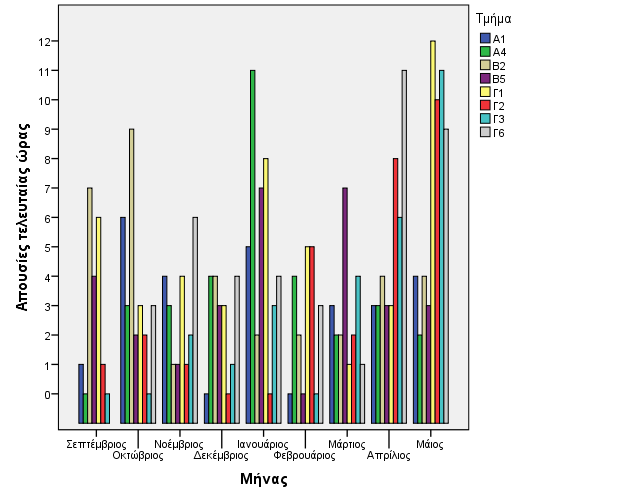 Τμήμα
Α1
Α4
Β2
Β5
Γ1
Γ2
Γ3
Γ6
Απουσίες τελευταίας ώρας
12
11
10
9
8
7
6
5
4
3
2
1
0
Σεπτέμβριος
Οκτώβριος
Νοέμβριος
Δεκέμβριος
Ιανουάριος
Φεβρουάριος
Μάρτιος
Απρίλιος
Μάιος
Μήνας